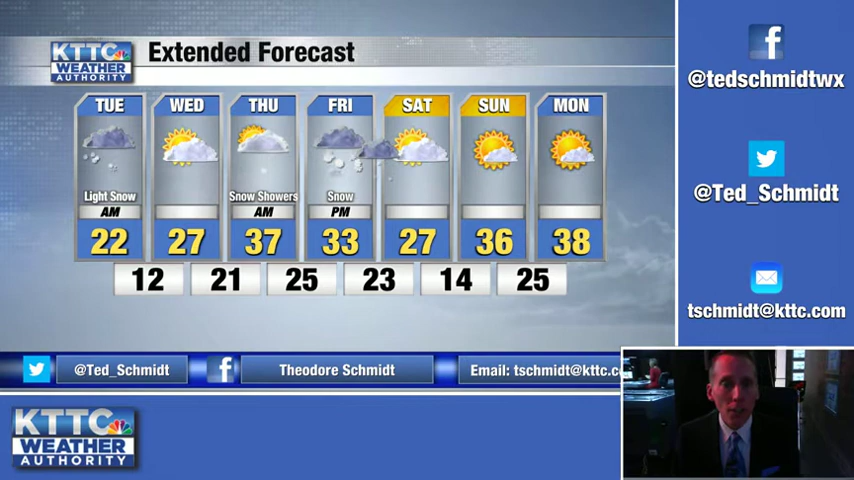 KTTC
WEATHER
AUTHORITY
Extended Forecast
TUE WED THU FRI SAT SUN MON
Light Snow Snow Showers Snow
AM AM PM
22 27 37 33 27 36 38
12 21 25 23 14 25
@Ted_Schmidt Theodore Schmidt Email: tschmidt@kttc.c
@tedschmidtwx
@Ted_Schmidt
tschmidt@kttc.com
KTTC
WEATHER
AUTHORITY